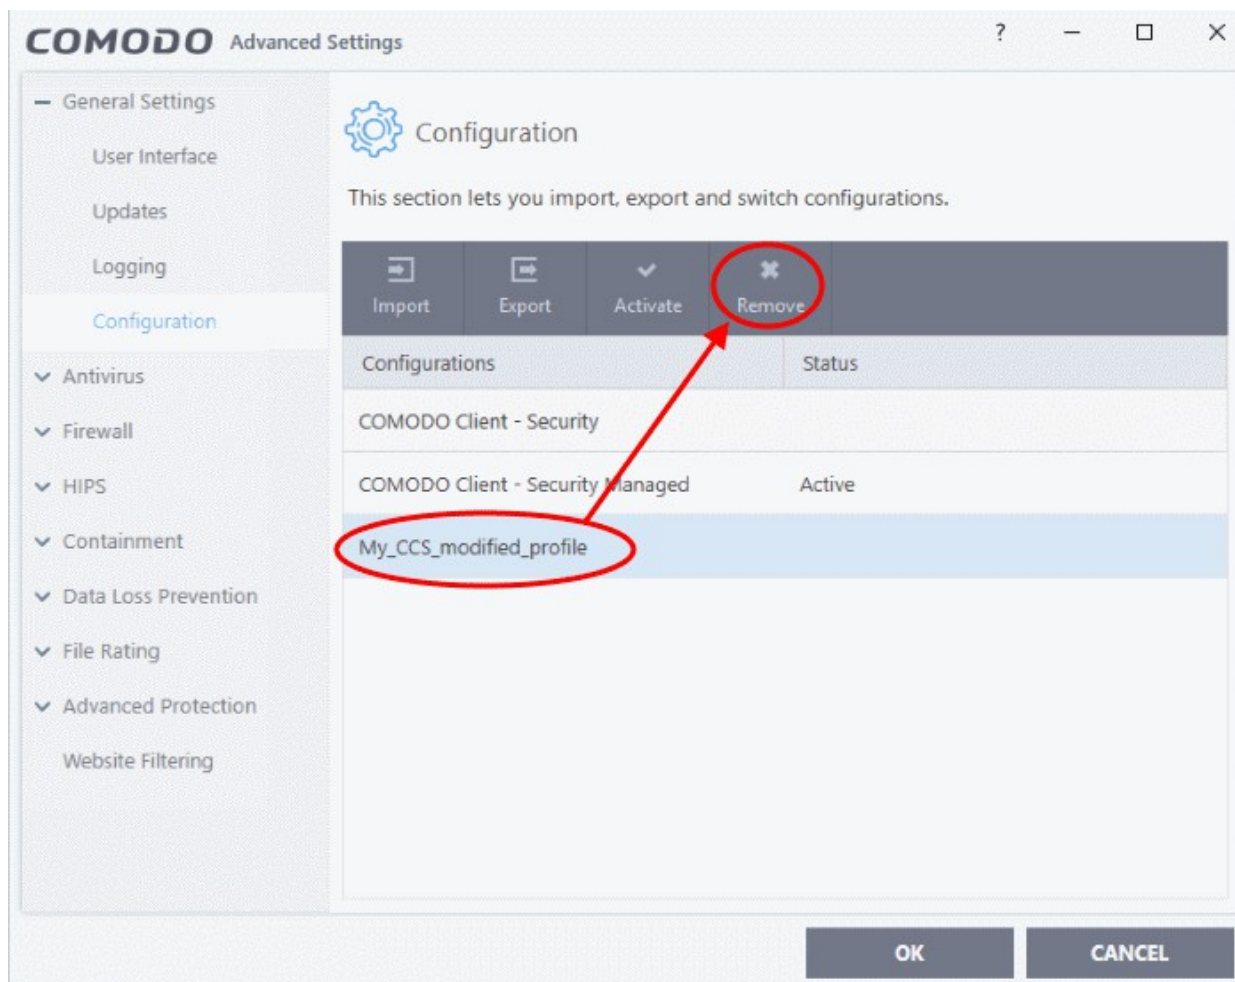 COMODO Advanced Settings
?
General Settings
User Interface
Updates
Logging
Configuration
Antivirus
Firewall
HIPS
Containment
Data Loss Prevention
File Rating
Advanced Protection
Website Filtering
Configuration
This section lets you import, export and switch configurations.
Import Export Activate Remove
Configurations Status
COMODO Client - Security
COMODO Client - Security Managed Active
My_CCS_modified_profile
OK CANCEL